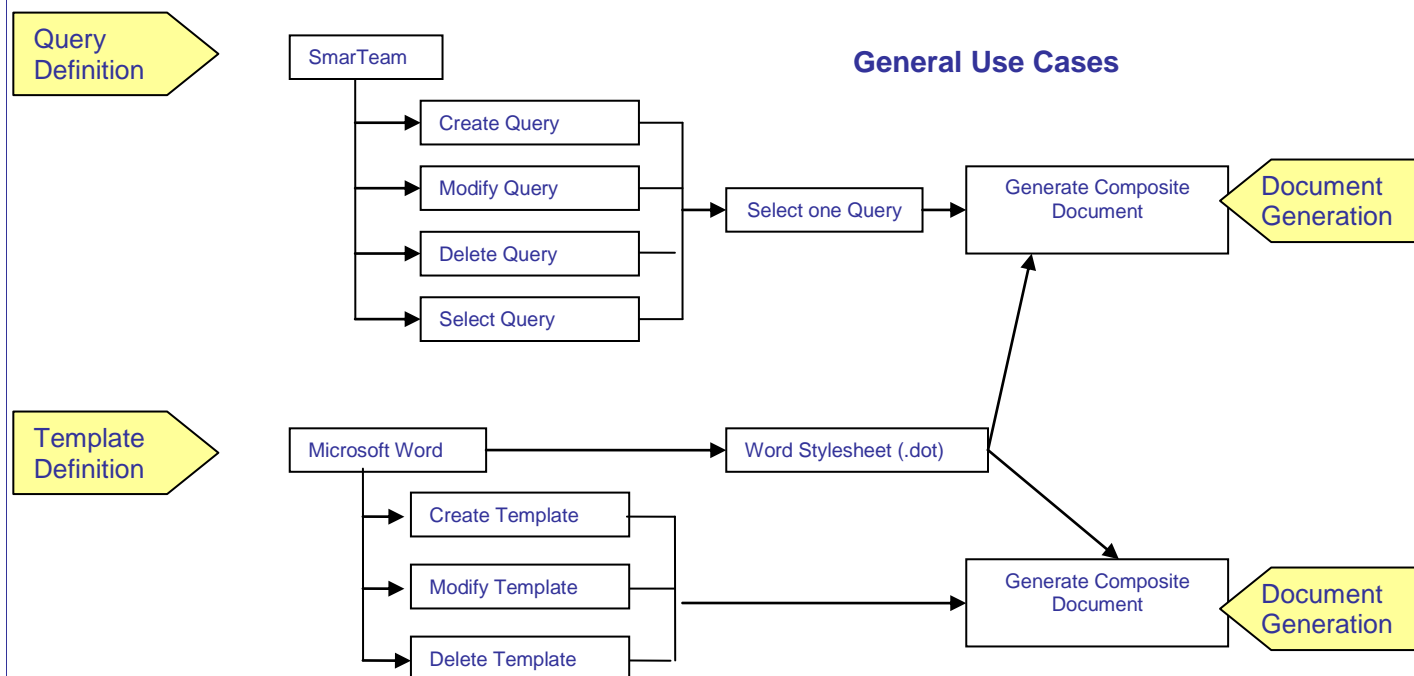 Query
Definition
SmarTeam
General Use Cases
Create Query
Modify Query
Delete Query
Select Query
Select one Query
Generate Composite
Document
Document
Generation
Template
Definition
Microsoft Word
Word Stylesheet (.dot)
Create Template
Modify Template
Delete Template
Generate Composite
Document
Document
Generation